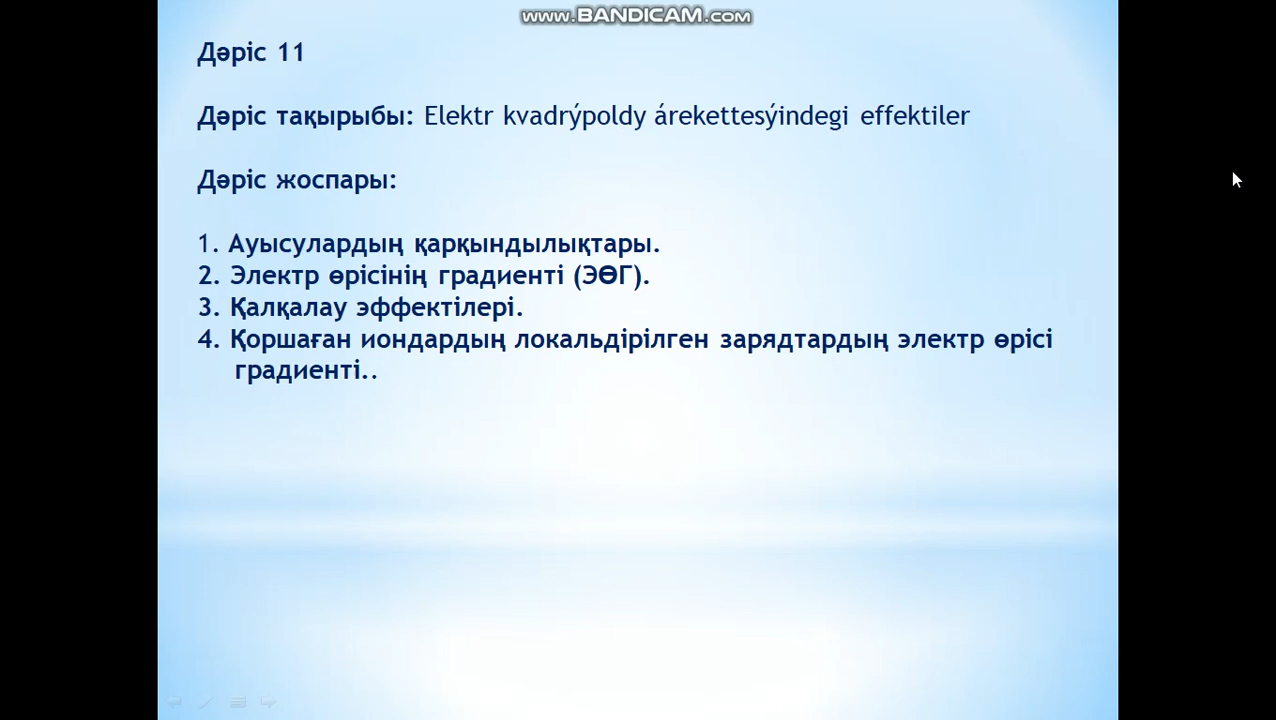 www.BANDICAM.com
Дәріс 11
Дәріс тақырыбы: Elektr kvadrýpoldy árekettesýindegi effektiler
Дәріс жоспары:
1. Ауысулардың қарқындылықтары.
2. Электр өрісінің градиенті (ЭӨГ).
3. Қалқалау эффектілері.
4. Қоршаған иондардың локальдірілген зарядтардың электр өрісі
градиенті..